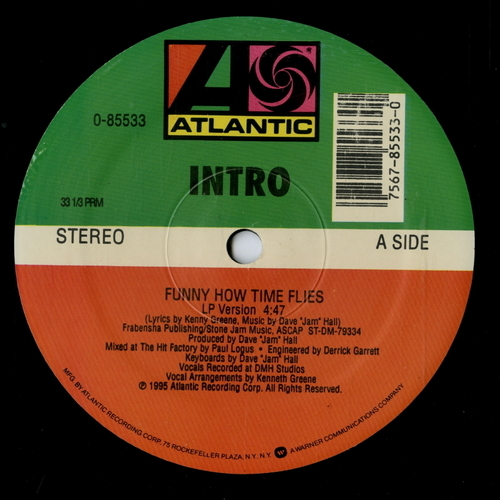 ATLANTIC
0-85533
INTRO
7567-85533-0
33 1/3 PRM
STEREO
A SIDE
FUNNY HOW TIME FLIES
LP Version 4:47
(Lyrics by Kenny Greene, Music by Dave "Jam" Hall)
Frabensha Publishing/Stone Jam Music, ASCAP ST-DM-79334
Produced by Dave "Jam" Hall
Mixed at The Hit Factory by Paul Logus • Engineered by Derrick Garrett
Keyboards by Dave "Jam" Hall
Vocals Recorded at DMH Studios
Vocal Arrangements by Kenneth Greene
℗ 1995 Atlantic Recording Corp. All Rights Reserved.
MFG. BY ATLANTIC RECORDING CORP. 75 ROCKEFELLER PLAZA, N.Y. N.Y. A WARNER COMMUNICATIONS COMPANY